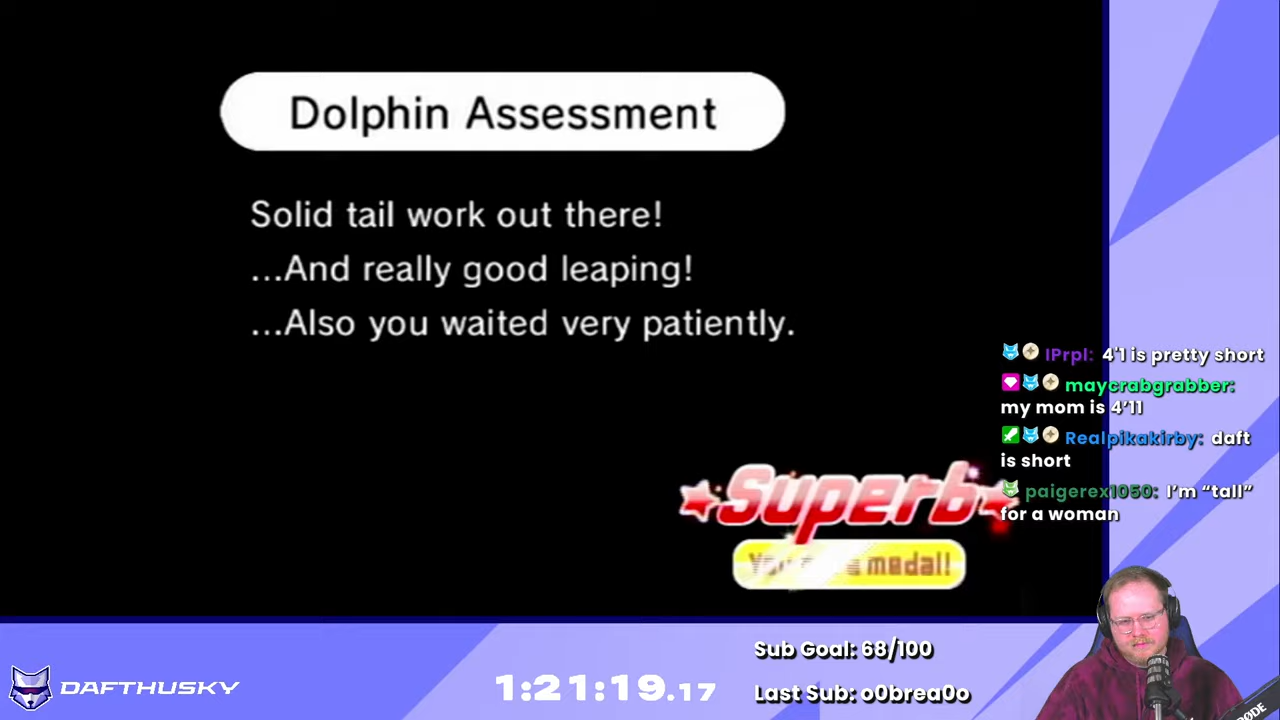 Dolphin Assessment
Solid tail work out there!
...And really good leaping!
...Also you waited very patiently.
Superb
medal!
IPrpl: 4'1 is pretty short
maycrabgrabber:
my mom is 4'11
Realpikakirby: daft
is short
paigerex1050: I'm “tall”
for a woman
DAFTHUSKY
1:21:19.17
Sub Goal: 68/100
Last Sub: o0brea0o
RØDE